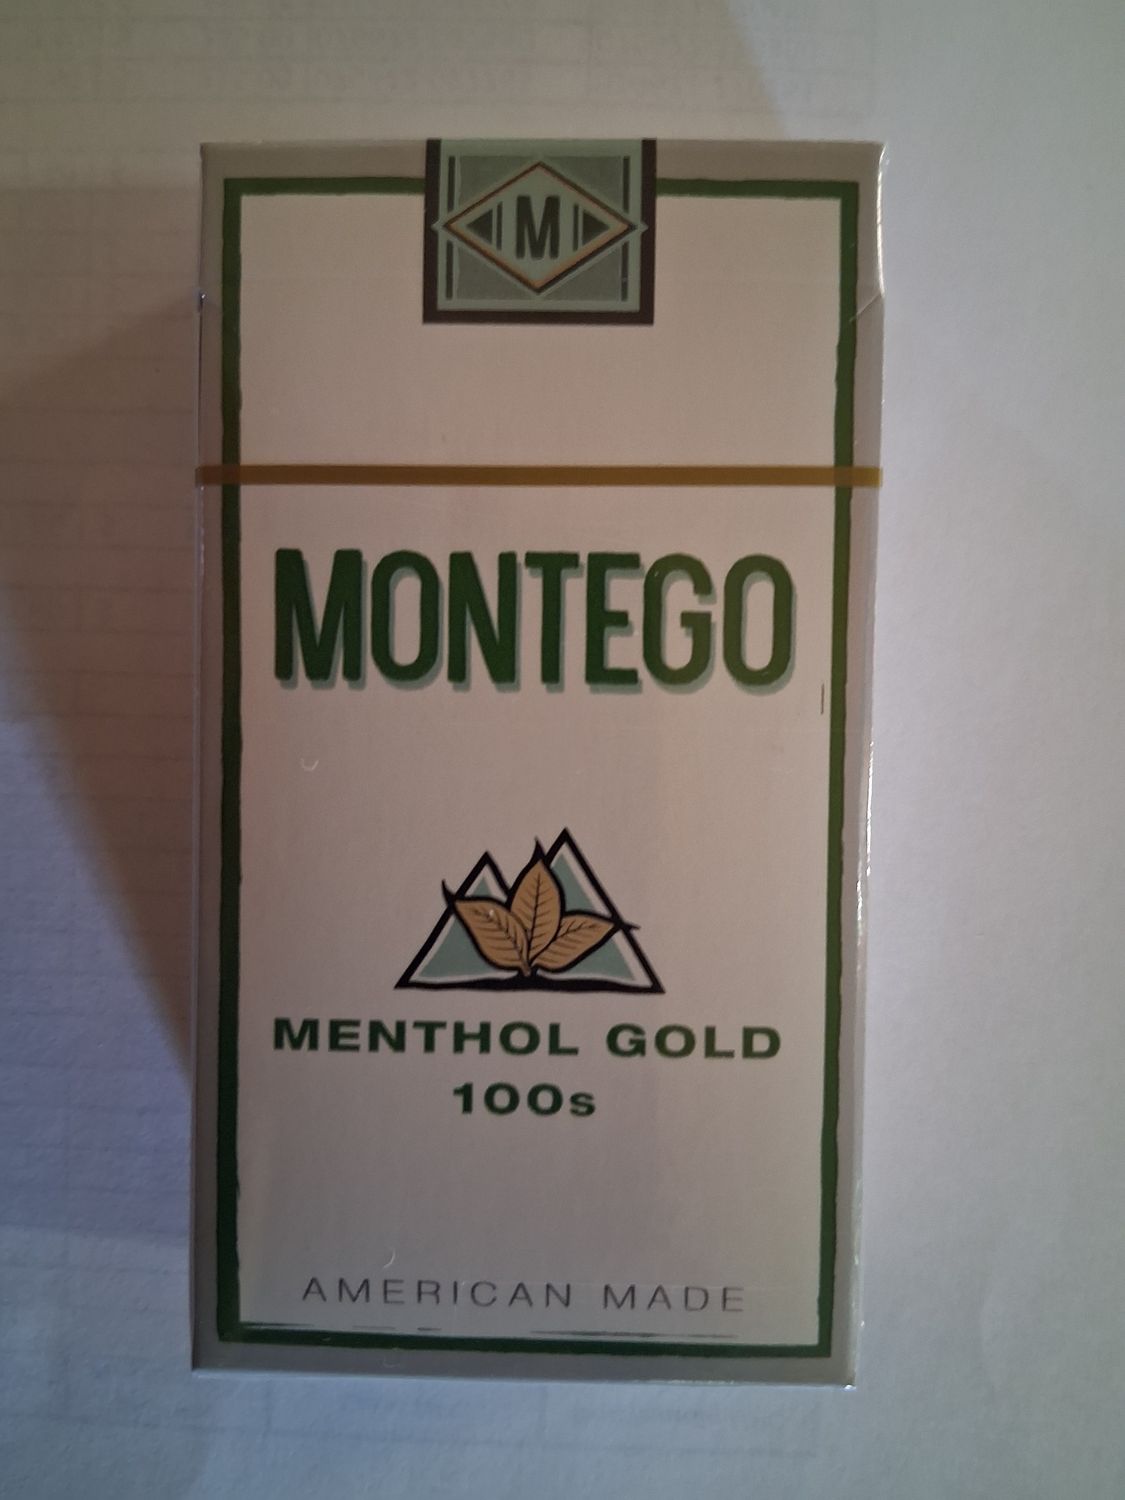 M
MONTEGO
MENTHOL GOLD
100s
AMERICAN MADE